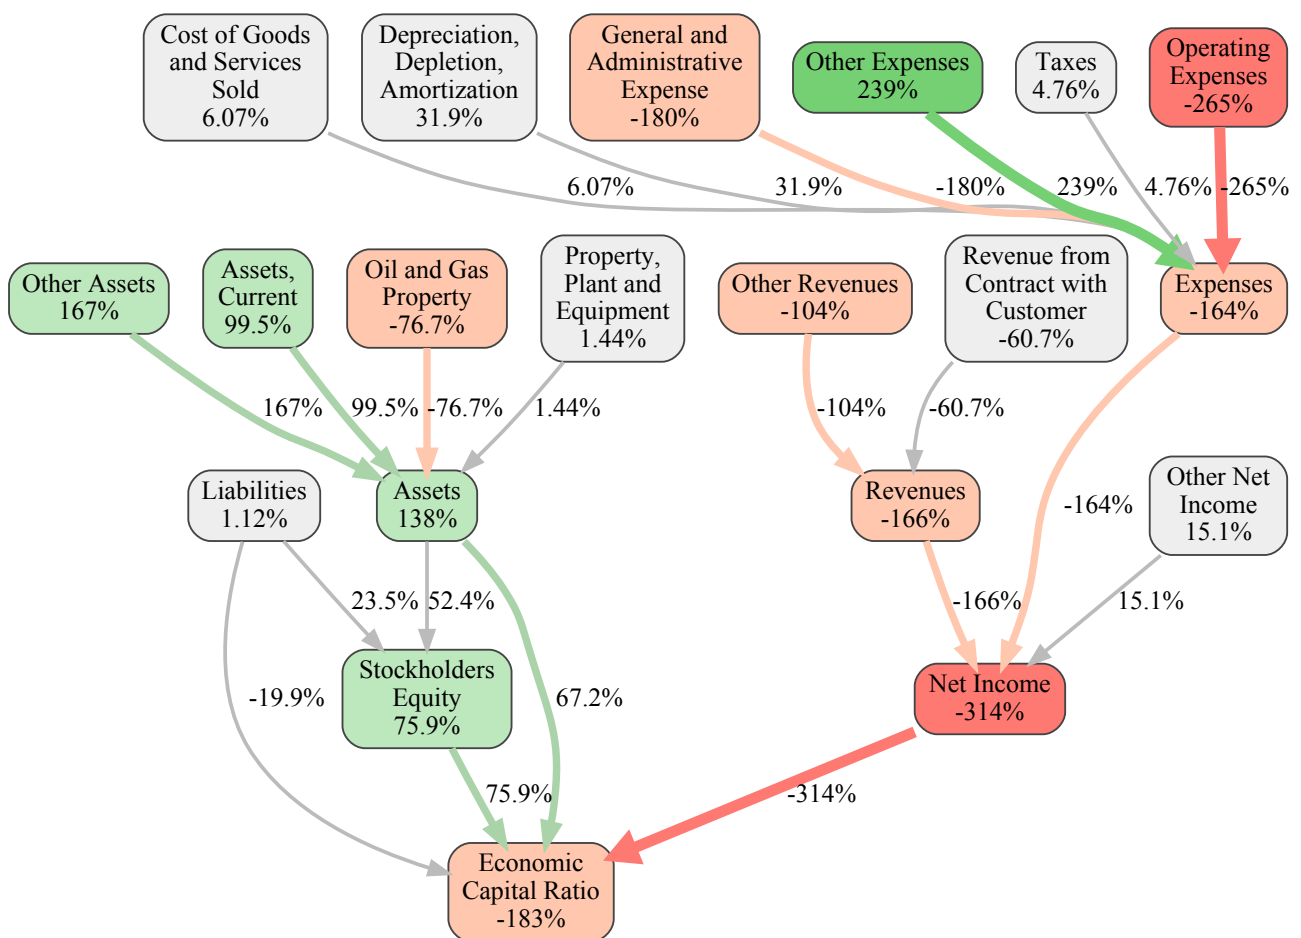 Cost of Goods
and Services
Sold
6.07%
Depreciation,
Depletion,
Amortization
31.9%
General and
Administrative
Expense
-180%
Other Expenses
239%
Taxes
4.76%
Operating
Expenses
-265%
6.07%
31.9%
-180%
239%
4.76%
-265%
Other Assets
167%
Assets,
Current
99.5%
Oil and Gas
Property
-76.7%
Property,
Plant and
Equipment
1.44%
Other Revenues
-104%
Revenue from
Contract with
Customer
-60.7%
Expenses
-164%
167%
99.5%
-76.7%
1.44%
-104%
-60.7%
Liabilities
1.12%
Assets
138%
Revenues
-166%
-164%
Other Net
Income
15.1%
23.5%
52.4%
-166%
15.1%
Stockholders
Equity
75.9%
-19.9%
67.2%
Net Income
-314%
75.9%
-314%
Economic
Capital Ratio
-183%